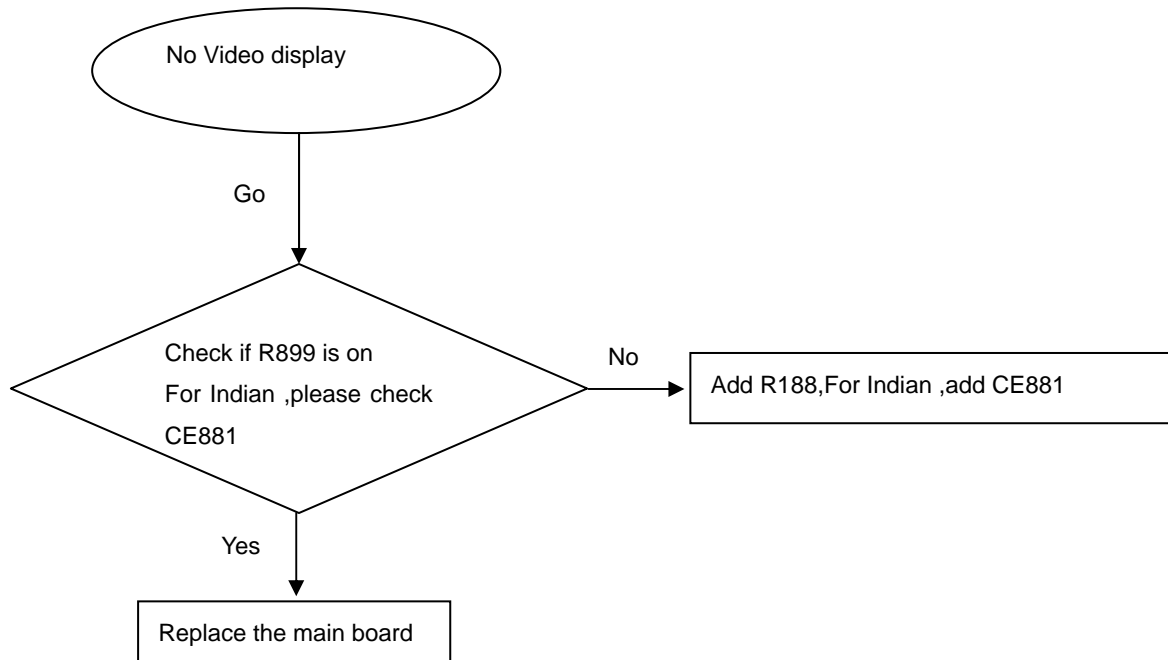 No Video display
Go
Check if R899 is on
For Indian ,please check
CE881
No
Add R188,For Indian ,add CE881
Yes
Replace the main board